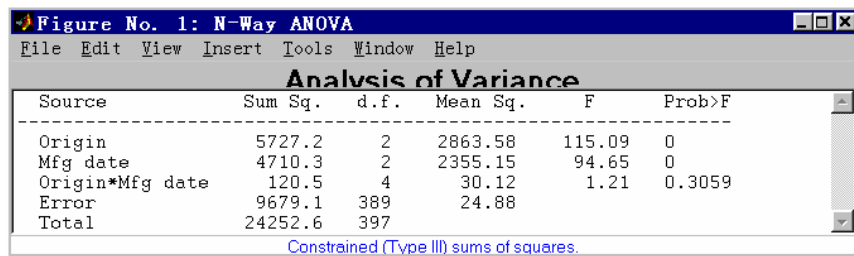 Figure No. 1: N-Way ANOVA
File Edit View Insert Tools Window Help
Analysis of Variance
Source Sum Sq. d.f. Mean Sq. F Prob>F
Origin 5727.2 2 2863.58 115.09 0
Mfg date 4710.3 2 2355.15 94.65 0
Origin*Mfg date 120.5 4 30.12 1.21 0.3059
Error 9679.1 389 24.88
Total 24252.6 397
Constrained (Type III) sums of squares.